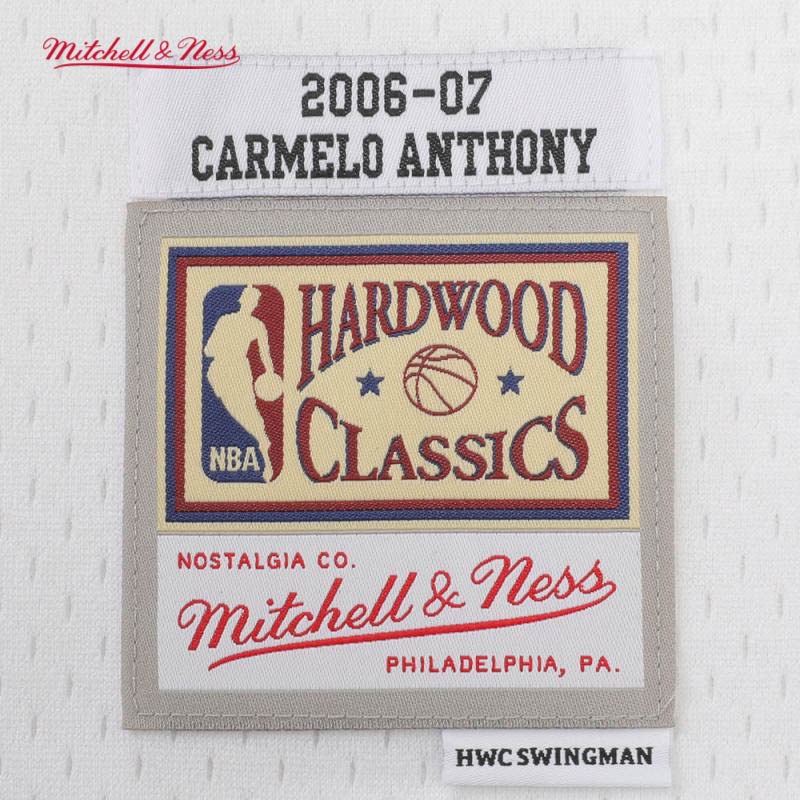 Mitchell & Ness
2006-07
CARMELO ANTHONY
HARDWOOD
CLASSICS
NBA
NOSTALGIA CO.
Mitchell & Ness
PHILADELPHIA, PA.
HWC SWINGMAN